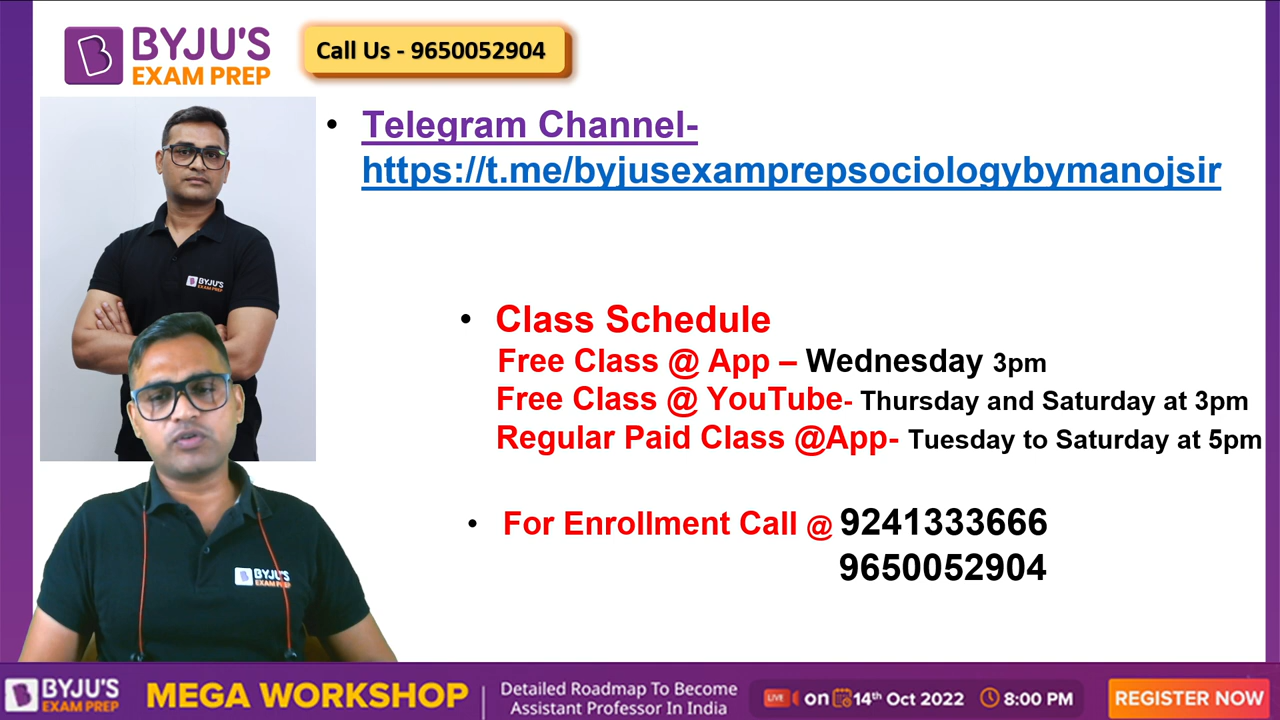 BYJU'S
EXAM PREP
Call Us - 9650052904
Telegram Channel-
https://t.me/byjusexamprepsociologybymanojsir
BYJU'S
EXAM PREP
Class Schedule
Free Class @ App – Wednesday 3pm
Free Class @ YouTube- Thursday and Saturday at 3pm
Regular Paid Class @App- Tuesday to Saturday at 5pm
For Enrollment Call @ 9241333666
9650052904
BYJU'S
EXAM PREP
BYJU'S
EXAM PREP
MEGA WORKSHOP
Detailed Roadmap To Become
Assistant Professor In India
LIVE on 14th Oct 2022 8:00 PM
REGISTER NOW